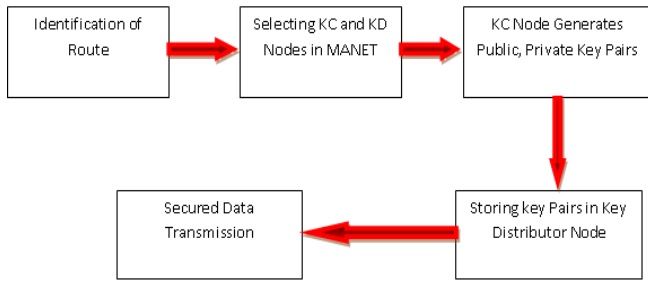 Identification of
Route
Selecting KC and KD
Nodes in MANET
KC Node Generates
Public, Private Key Pairs
Storing key Pairs in Key
Distributor Node
Secured Data
Transmission